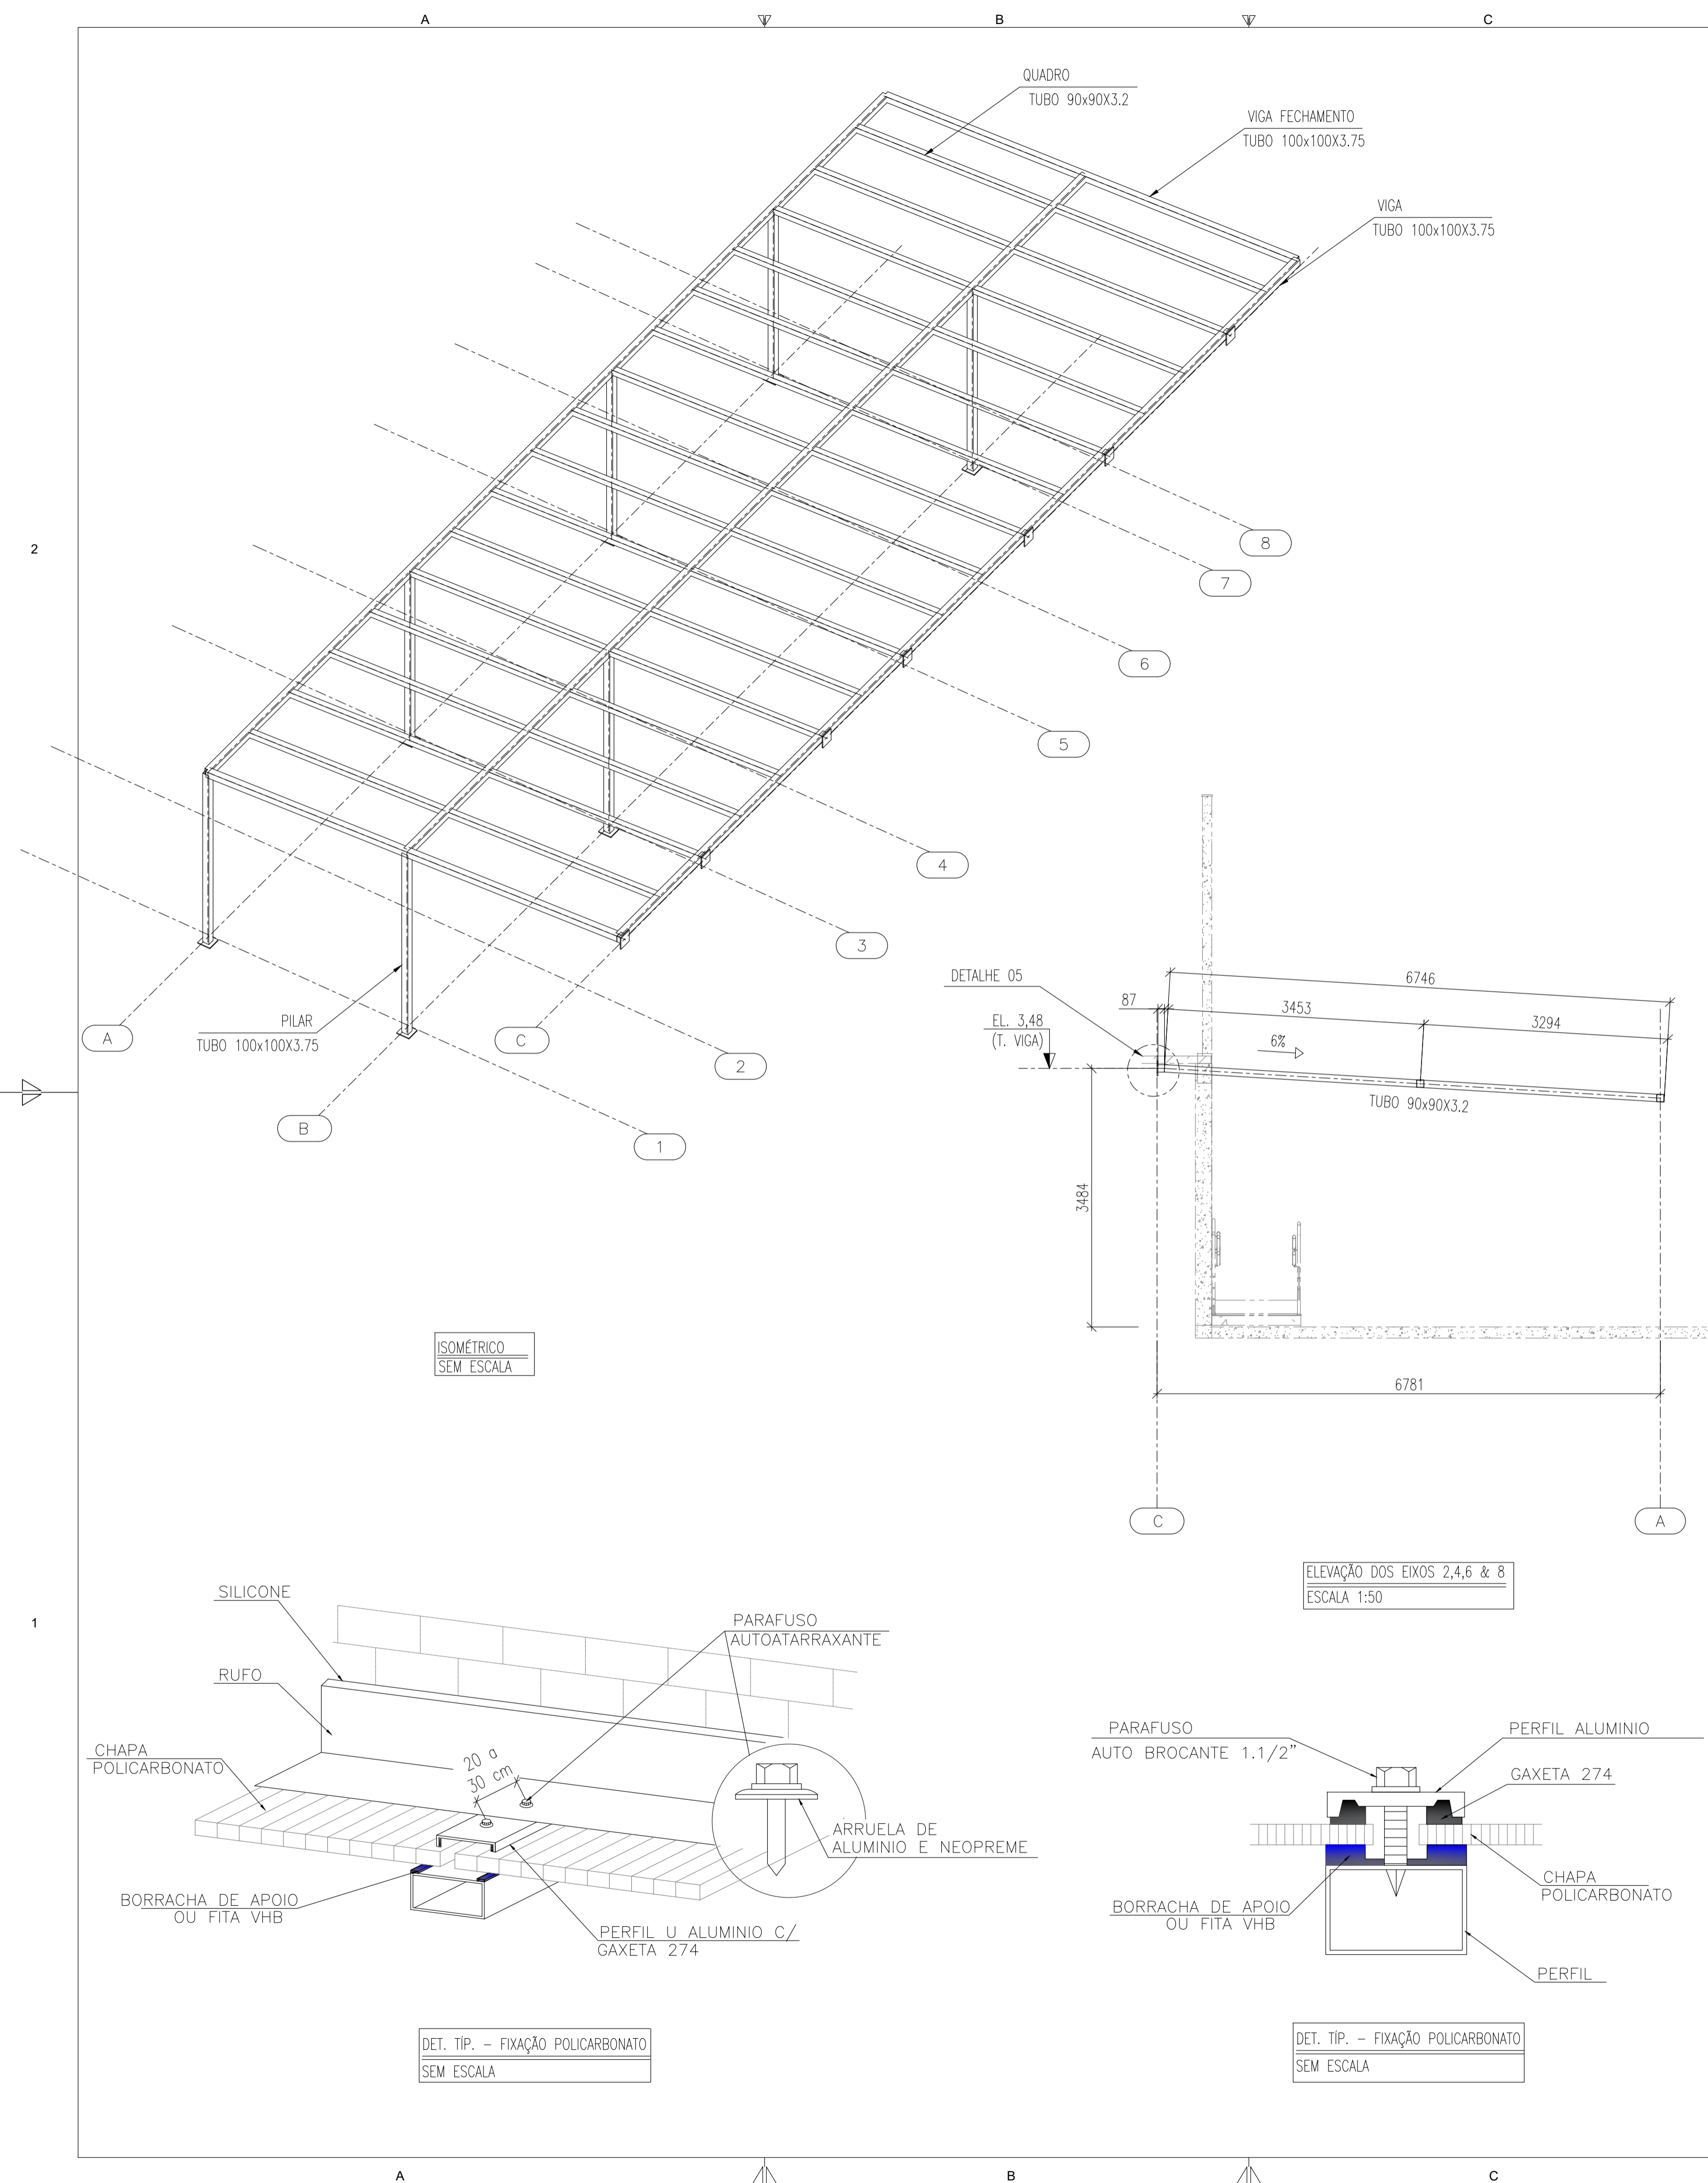 A
B
C
QUADRO
TUBO 90x90X3.2
VIGA FECHAMENTO
TUBO 100x100X3.75
VIGA
TUBO 100x100X3.75
2
8
7
6
5
4
3
2
1
A
B
C
PILAR
TUBO 100x100X3.75
ISOMÉTRICO
SEM ESCALA
DETALHE 05
87
6746
3453
3294
EL. 3,48
(T. VIGA)
6%
TUBO 90x90X3.2
3484
6781
C
A
ELEVAÇÃO DOS EIXOS 2,4,6 & 8
ESCALA 1:50
1
SILICONE
RUFO
CHAPA
POLICARBONATO
20 a
30 cm
PARAFUSO
AUTOATARRAXANTE
ARRUELA DE
ALUMINIO E NEOPREME
BORRACHA DE APOIO
OU FITA VHB
PERFIL U ALUMINIO C/
GAXETA 274
DET. TÍP. – FIXAÇÃO POLICARBONATO
SEM ESCALA
PARAFUSO
AUTO BROCANTE 1.1/2”
PERFIL ALUMINIO
GAXETA 274
CHAPA
POLICARBONATO
BORRACHA DE APOIO
OU FITA VHB
PERFIL
DET. TÍP. – FIXAÇÃO POLICARBONATO
SEM ESCALA
A
B
C